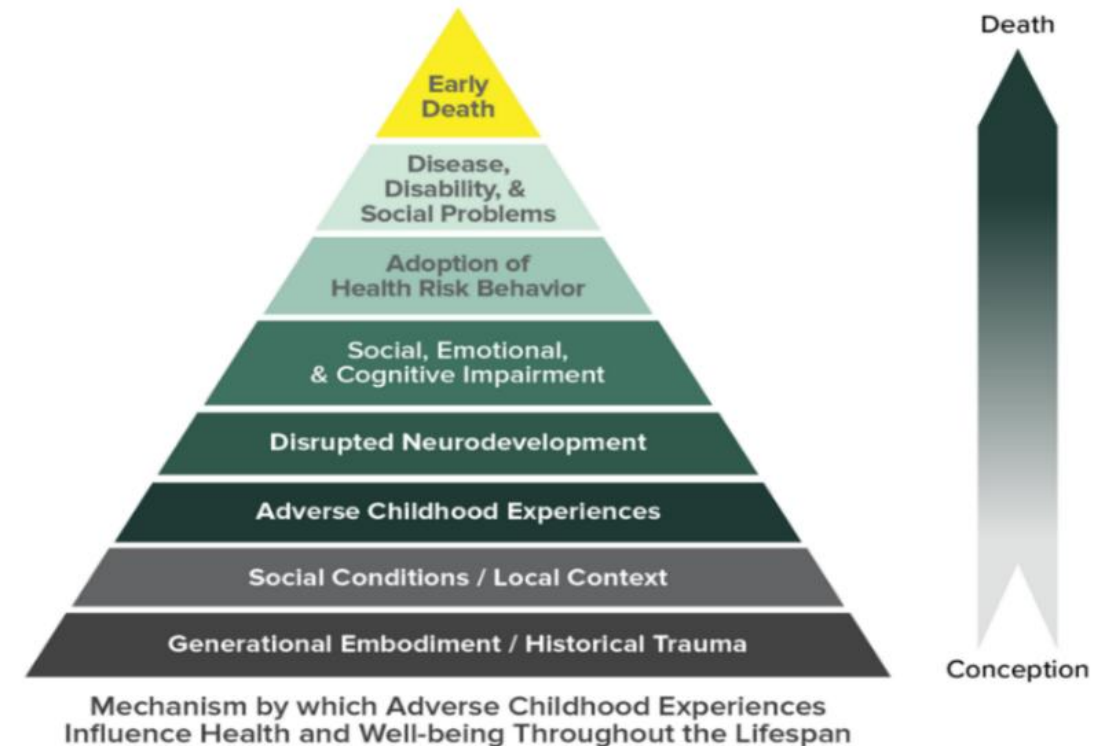 Death
Early
Death
Disease,
Disability, &
Social Problems
Adoption of
Health Risk Behavior
Social, Emotional,
& Cognitive Impairment
Disrupted Neurodevelopment
Adverse Childhood Experiences
Social Conditions / Local Context
Generational Embodiment / Historical Trauma
Conception
Mechanism by which Adverse Childhood Experiences
Influence Health and Well-being Throughout the Lifespan